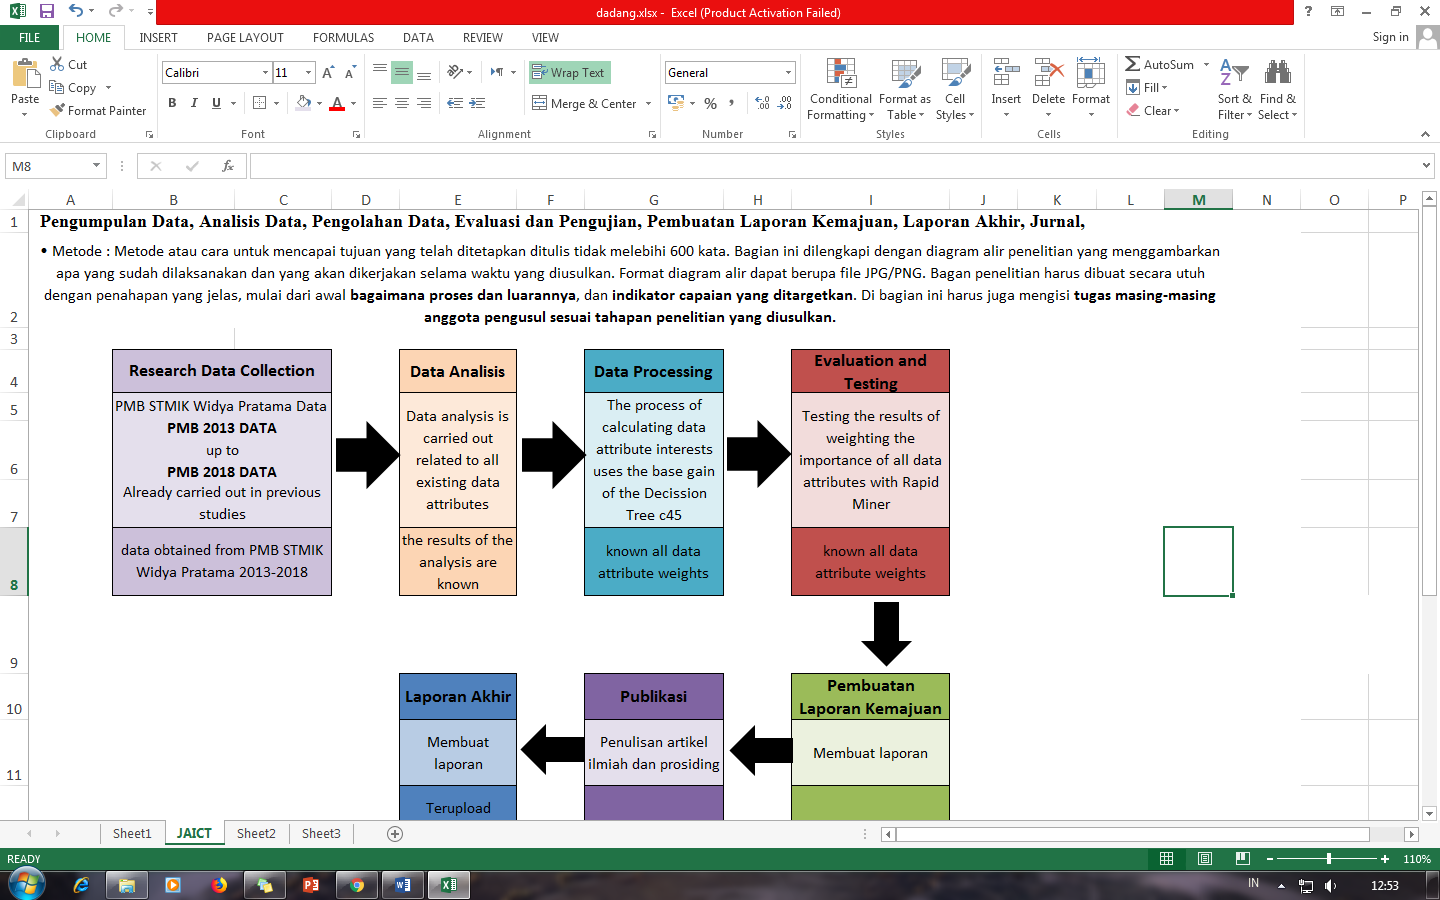 dadang.xlsx - Excel (Product Activation Failed)
FILE HOME INSERT PAGE LAYOUT FORMULAS DATA REVIEW VIEW Sign in
Paste
Cut
Copy
Format Painter
Calibri 11
B I U
Wrap Text
Merge & Center
General
Conditional Formatting
Format as Table
Cell Styles
Insert Delete Format
AutoSum
Fill
Clear
Sort & Filter
Find & Select
Clipboard Font Alignment Number Styles Cells Editing
M8
A B C D E F G H I J K L M N O P
1 Pengumpulan Data, Analisis Data, Pengolahan Data, Evaluasi dan Pengujian, Pembuatan Laporan Kemajuan, Laporan Akhir, Jurnal,
• Metode : Metode atau cara untuk mencapai tujuan yang telah ditetapkan ditulis tidak melebihi 600 kata. Bagian ini dilengkapi dengan diagram alir penelitian yang menggambarkan
apa yang sudah dilaksanakan dan yang akan dikerjakan selama waktu yang diusulkan. Format diagram alir dapat berupa file JPG/PNG. Bagan penelitian harus dibuat secara utuh
dengan penahapan yang jelas, mulai dari awal bagaimana proses dan luarannya, dan indikator capaian yang ditargetkan. Di bagian ini harus juga mengisi tugas masing-masing
2 anggota pengusul sesuai tahapan penelitian yang diusulkan.
3
4
5
6
7
8
9
10
11
Research Data Collection
PMB STMIK Widya Pratama Data
PMB 2013 DATA
up to
PMB 2018 DATA
Already carried out in previous
studies
data obtained from PMB STMIK
Widya Pratama 2013-2018
Data Analisis
Data analysis is
carried out
related to all
existing data
attributes
the results of the
analysis are
known
Data Processing
The process of
calculating data
attribute interests
uses the base gain
of the Decission
Tree c45
known all data
attribute weights
Evaluation and
Testing
Testing the results of
weighting the
importance of all data
attributes with Rapid
Miner
known all data
attribute weights
Pembuatan
Laporan Kemajuan
Membuat laporan
Publikasi
Penulisan artikel
ilmiah dan prosiding
Laporan Akhir
Membuat
laporan
Terupload
Sheet1 JAICT Sheet2 Sheet3
READY
110%
IN 12:53